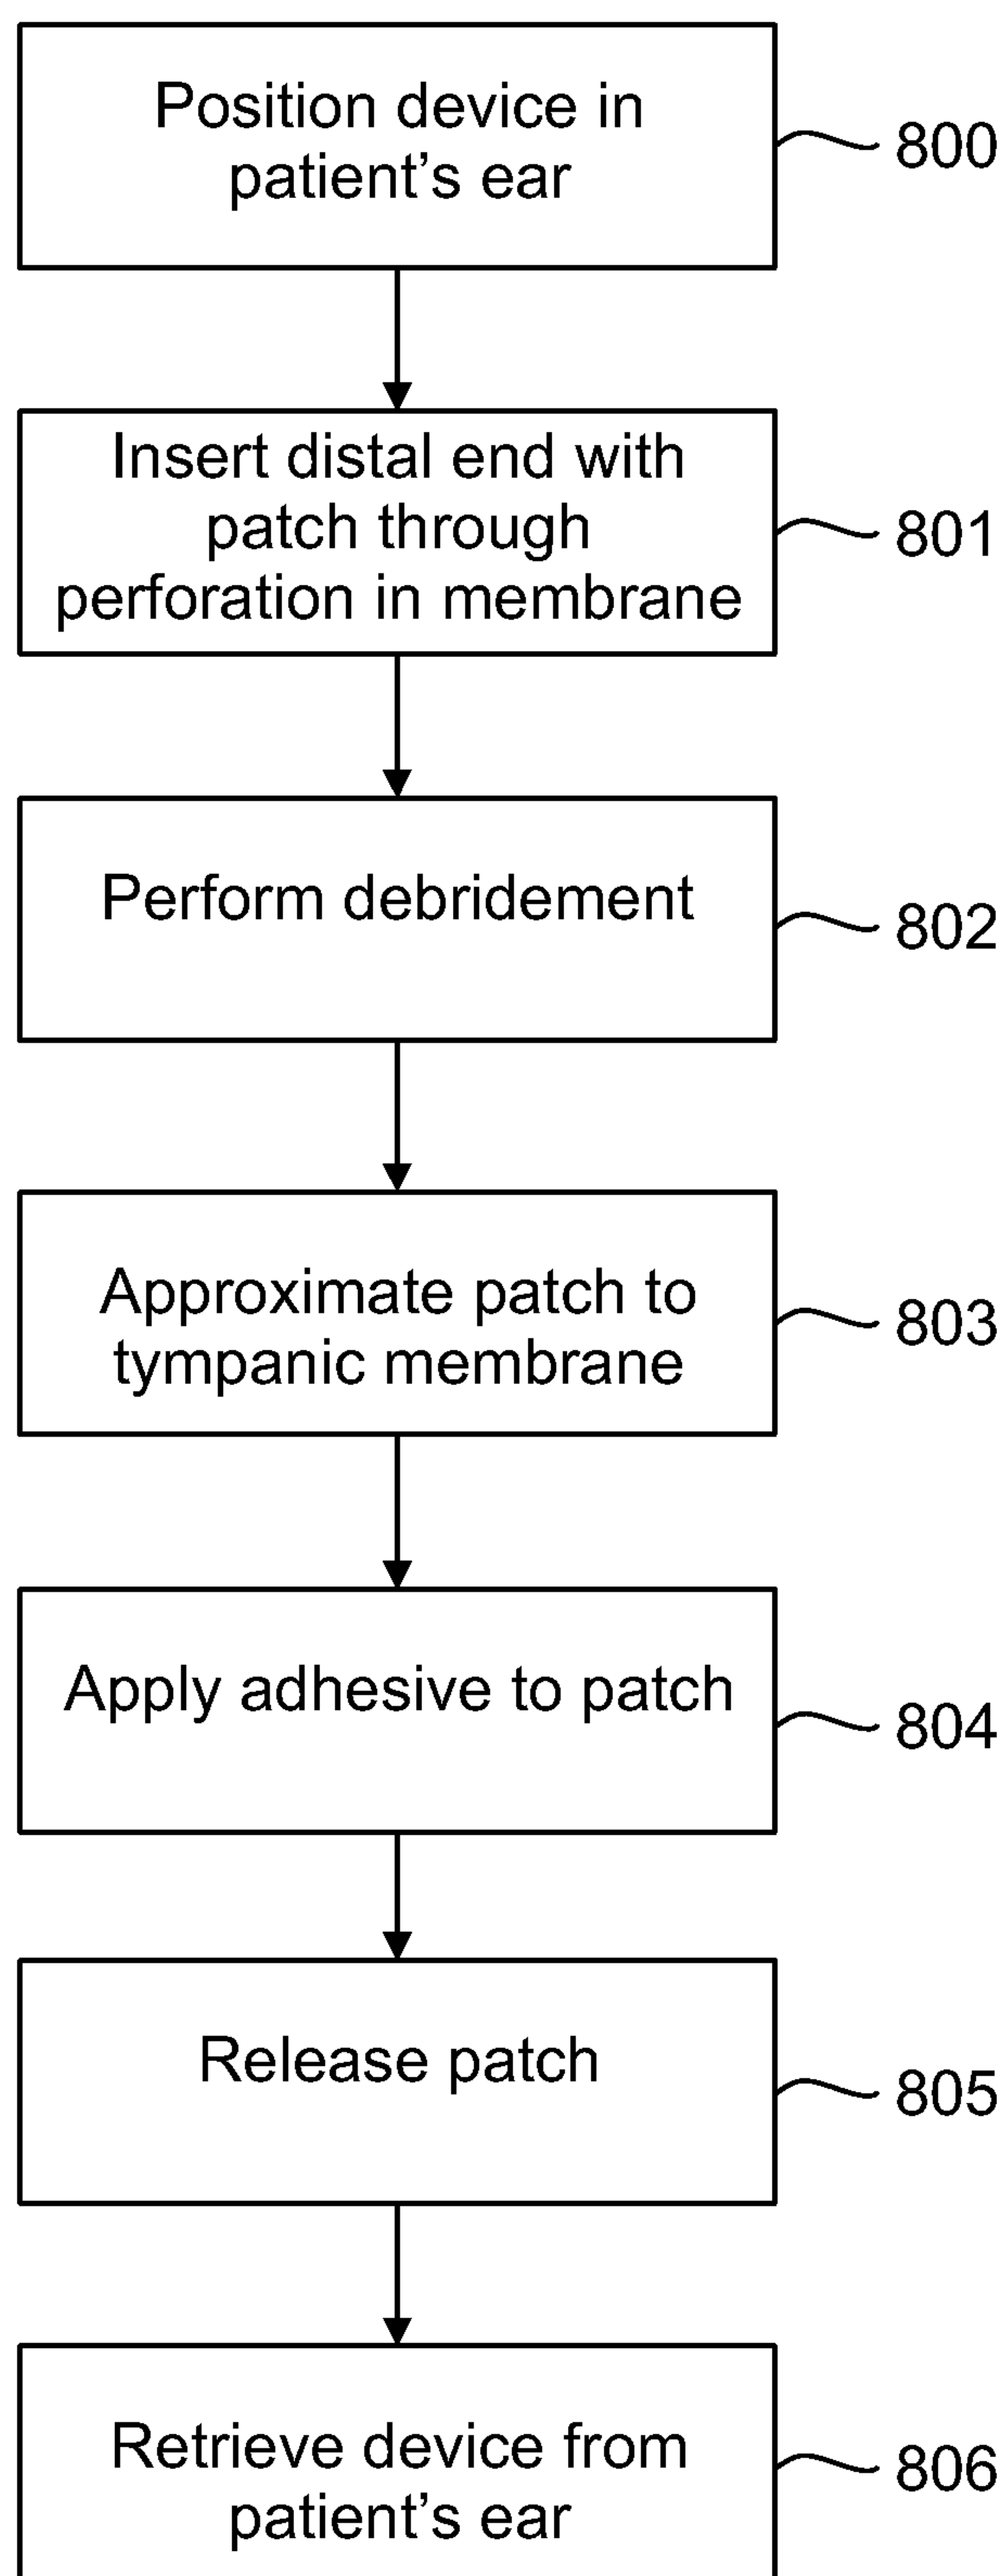 Position device in
patient’s ear
800
Insert distal end with
patch through
perforation in membrane
801
Perform debridement
802
Approximate patch to
tympanic membrane
803
Apply adhesive to patch
804
Release patch
805
Retrieve device from
patient’s ear
806